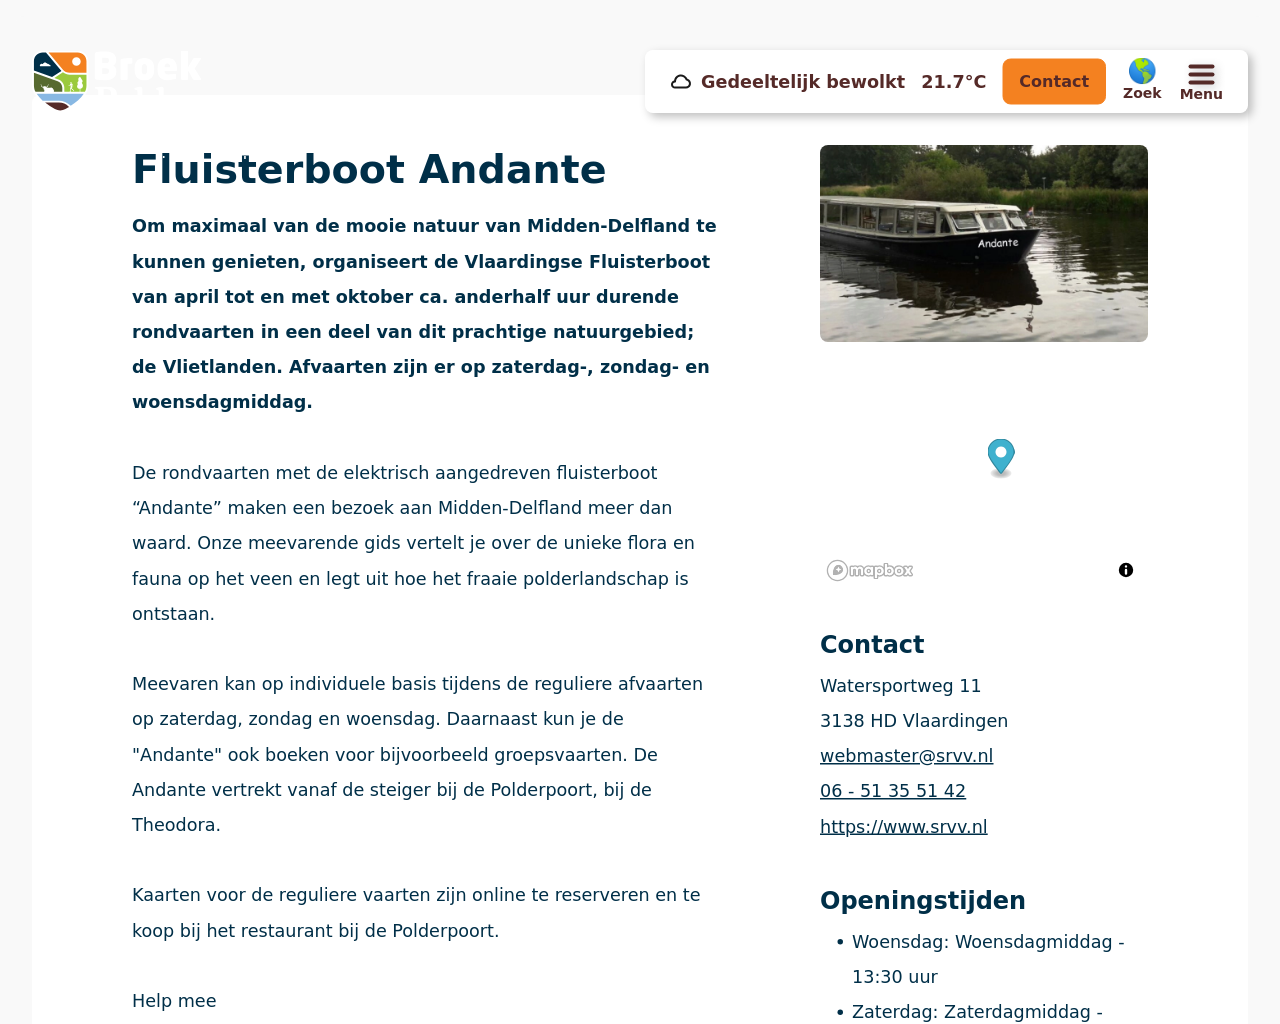 Broek
Gedeeltelijk bewolkt 21.7°C Contact Zoek Menu
Fluisterboot Andante
Om maximaal van de mooie natuur van Midden-Delfland te
kunnen genieten, organiseert de Vlaardingse Fluisterboot
van april tot en met oktober ca. anderhalf uur durende
rondvaarten in een deel van dit prachtige natuurgebied;
de Vlietlanden. Afvaarten zijn er op zaterdag-, zondag- en
woensdagmiddag.
De rondvaarten met de elektrisch aangedreven fluisterboot
“Andante” maken een bezoek aan Midden-Delfland meer dan
waard. Onze meevarende gids vertelt je over de unieke flora en
fauna op het veen en legt uit hoe het fraaie polderlandschap is
ontstaan.
Meevaren kan op individuele basis tijdens de reguliere afvaarten
op zaterdag, zondag en woensdag. Daarnaast kun je de
"Andante" ook boeken voor bijvoorbeeld groepsvaarten. De
Andante vertrekt vanaf de steiger bij de Polderpoort, bij de
Theodora.
Kaarten voor de reguliere vaarten zijn online te reserveren en te
koop bij het restaurant bij de Polderpoort.
Help mee
Andante
mapbox
Contact
Watersportweg 11
3138 HD Vlaardingen
webmaster@srvv.nl
06 - 51 35 51 42
https://www.srvv.nl
Openingstijden
• Woensdag: Woensdagmiddag -
13:30 uur
• Zaterdag: Zaterdagmiddag -